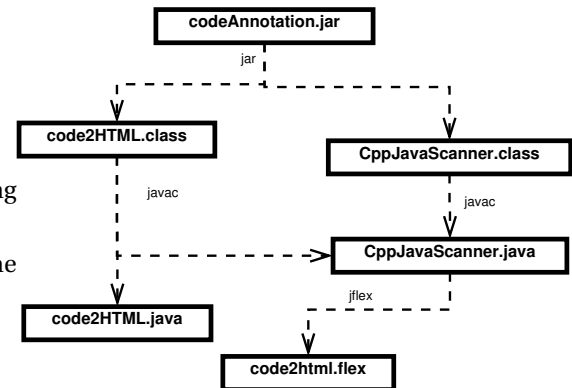 codeAnnotation.jar
jar
code2HTML.class
CppJavaScanner.class
javac
javac
CppJavaScanner.java
jflex
code2HTML.java
code2html.flex